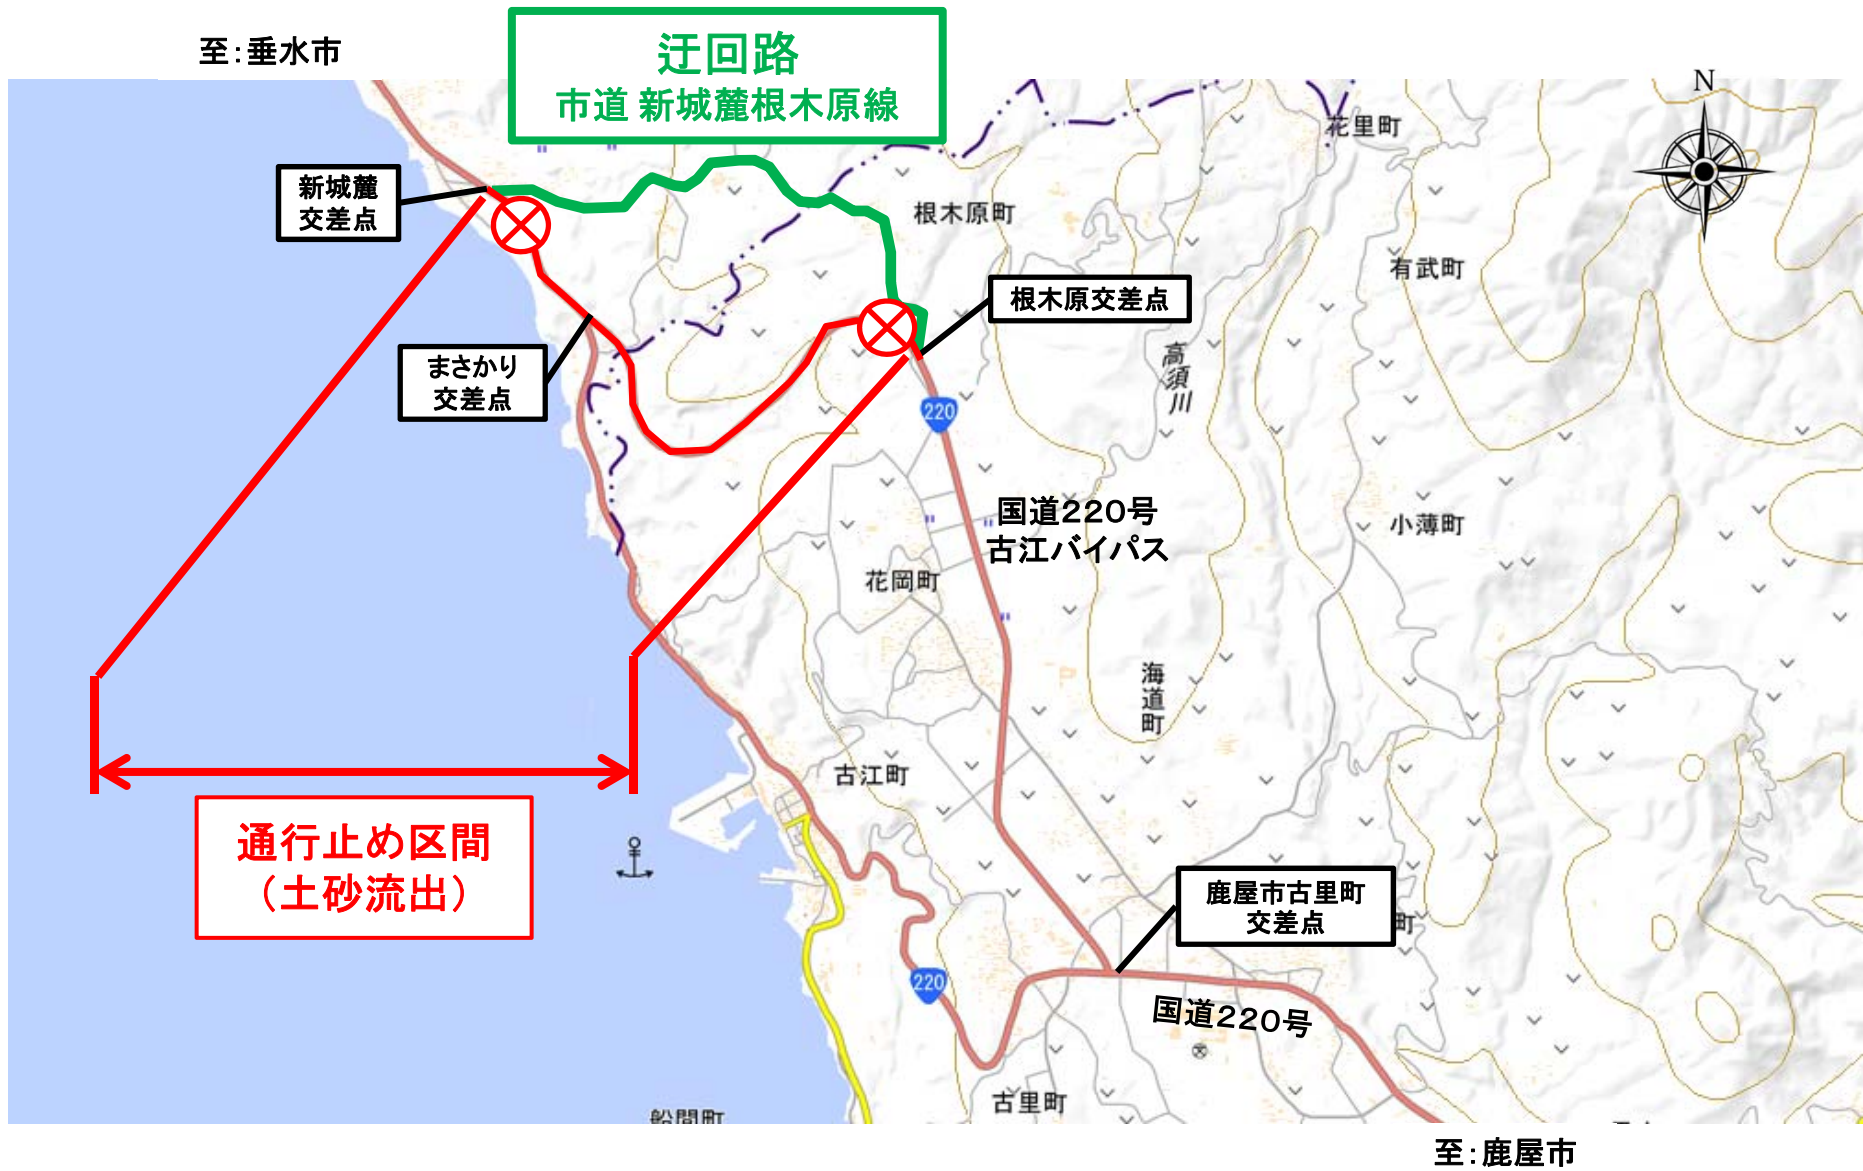 至：垂水市
迂回路
市道 新城麓根木原線
N
花里町
新城麓
交差点
根木原町
有武町
根木原交差点
まさかり
交差点
高須川
220
国道220号
古江バイパス
小薄町
花岡町
海道町
古江町
通行止め区間
（土砂流出）
鹿屋市古里町
交差点
町
220
国道220号
古里町
船間町
至：鹿屋市